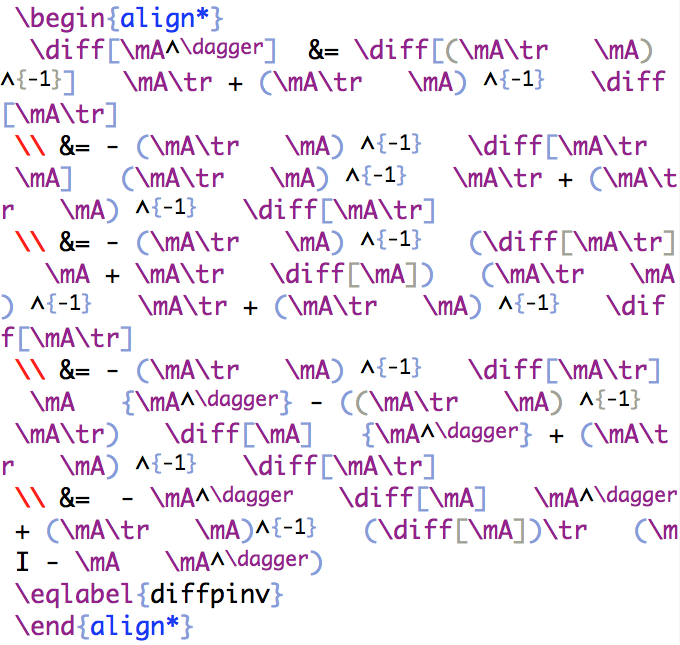 \begin{align*}
\diff[\mA^\dagger] &= \diff[(\mA\tr \mA)
^{-1}] \mA\tr + (\mA\tr \mA) ^{-1} \diff
[\mA\tr]
\\ &= - (\mA\tr \mA) ^{-1} \diff[\mA\tr
\mA] (\mA\tr \mA) ^{-1} \mA\tr + (\mA\t
r \mA) ^{-1} \diff[\mA\tr]
\\ &= - (\mA\tr \mA) ^{-1} (\diff[\mA\tr]
\mA + \mA\tr \diff[\mA]) (\mA\tr \mA
) ^{-1} \mA\tr + (\mA\tr \mA) ^{-1} \dif
f[\mA\tr]
\\ &= - (\mA\tr \mA) ^{-1} \diff[\mA\tr]
\mA {\mA^\dagger} - ((\mA\tr \mA) ^{-1}
\mA\tr) \diff[\mA] {\mA^\dagger} + (\mA\t
r \mA) ^{-1} \diff[\mA\tr]
\\ &= - \mA^\dagger \diff[\mA] \mA^\dagger
+ (\mA\tr \mA)^{-1} (\diff[\mA])\tr (\m
I - \mA \mA^\dagger)
\eqlabel{diffpinv}
\end{align*}